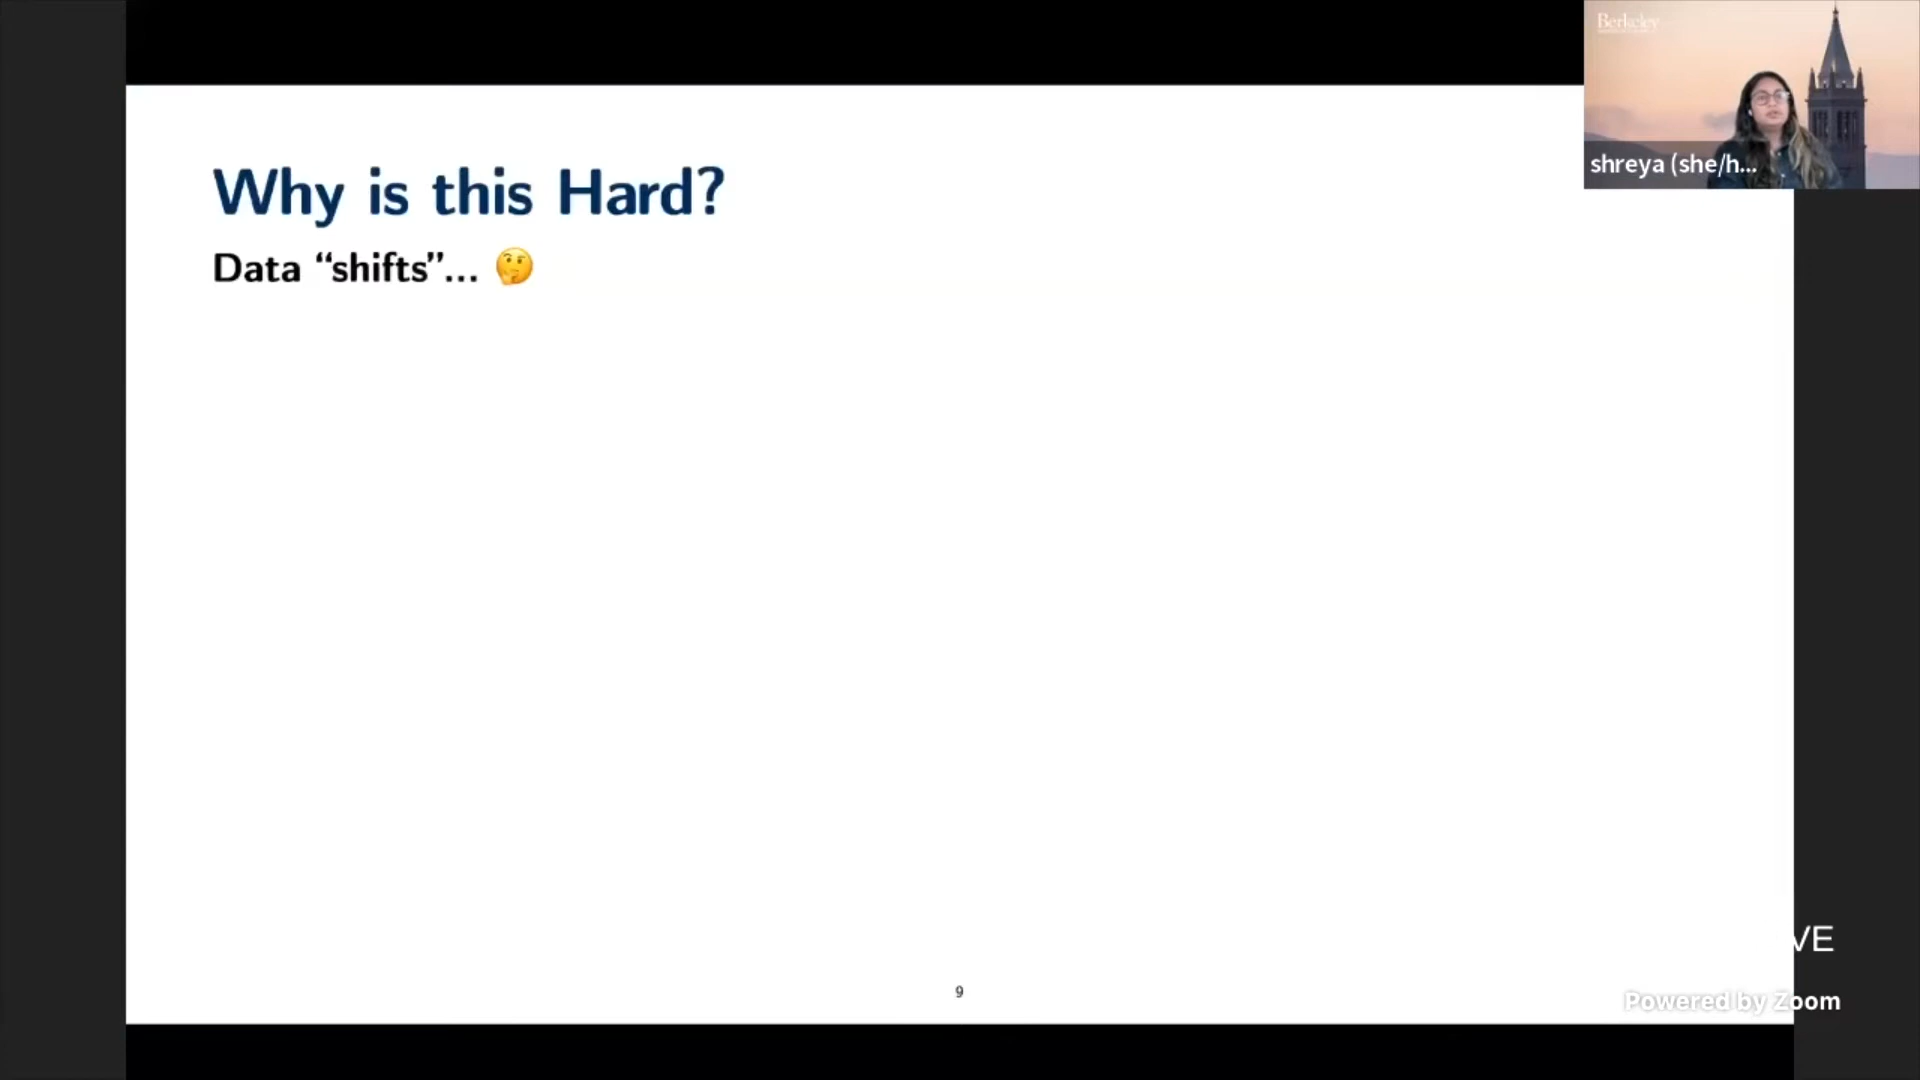 Berkeley
shreya (she/h...
Why is this Hard?
Data “shifts”... 🤔
VE
Powered by Zoom
9